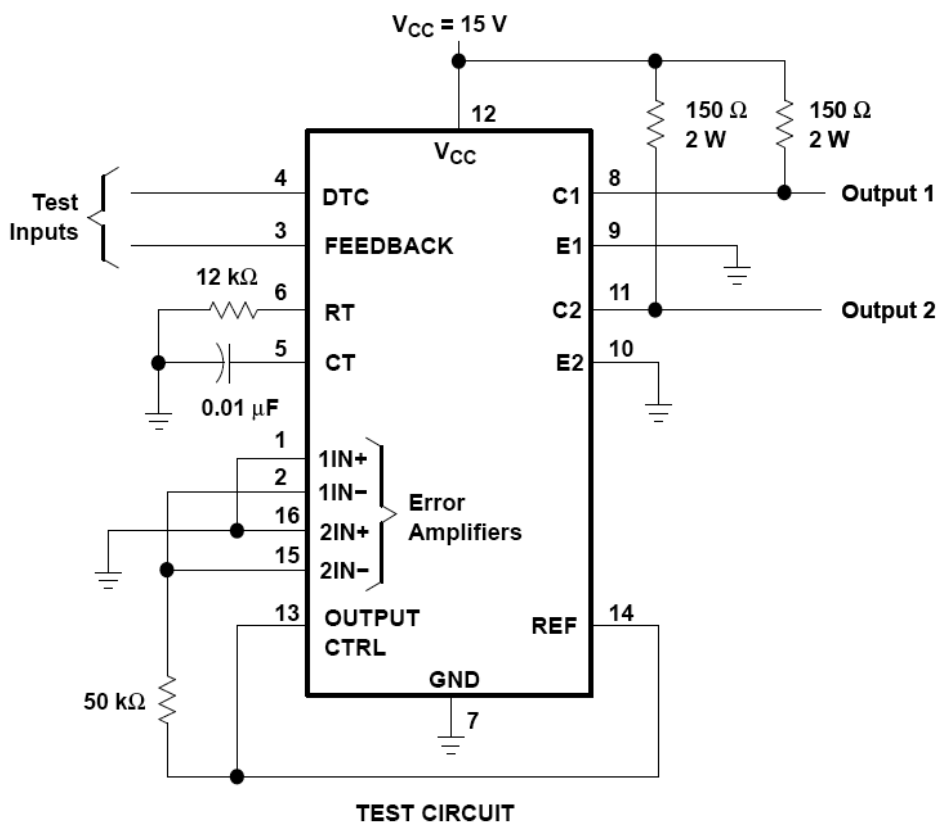 VCC = 15 V
12
VCC
150 Ω
2 W
150 Ω
2 W
Test
Inputs
4
DTC
3
FEEDBACK
12 kΩ
6
RT
5
CT
0.01 μF
1
1IN+
2
1IN−
16
2IN+
15
2IN−
Error
Amplifiers
13
OUTPUT
CTRL
50 kΩ
C1
8
Output 1
E1
9
C2
11
Output 2
E2
10
REF
14
GND
7
TEST CIRCUIT